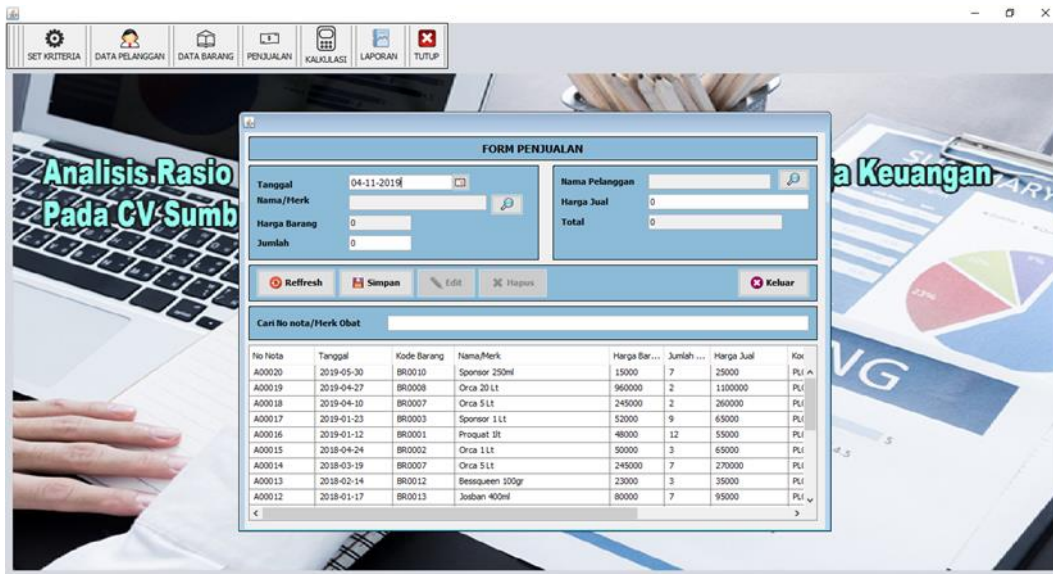 SET KRITERIA DATA PELANGGAN DATA BARANG PENJUALAN KALKULASI LAPORAN TUTUP
Analisis Rasio a Keuangan
Pada CV Sumb
FORM PENJUALAN
Tanggal 04-11-2019
Nama/Merk
Harga Barang 0
Jumlah 0
Nama Pelanggan
Harga Jual 0
Total 0
Reffresh Simpan Edit Hapus Keluar
Cari No nota/Merk Obat
No Nota Tanggal Kode Barang Nama/Merk Harga Bar... Jumlah ... Harga Jual Koc
A00020 2019-05-30 BR0010 Sponsor 250ml 15000 7 25000
A00019 2019-04-27 BR0008 Orca 20 Lt 960000 2 1100000
A00018 2019-04-10 BR0007 Orca 5 Lt 245000 2 260000
A00017 2019-01-23 BR0003 Sponsor 1 Lt 52000 9 65000
A00016 2019-01-12 BR0001 Proquat 1lt 48000 12 55000
A00015 2018-04-24 BR0002 Orca 1 Lt 50000 3 65000
A00014 2018-03-19 BR0007 Orca 5 Lt 245000 7 270000
A00013 2018-02-14 BR0012 Bessqueen 100gr 23000 3 35000
A00012 2018-01-17 BR0013 Josban 400ml 80000 7 95000